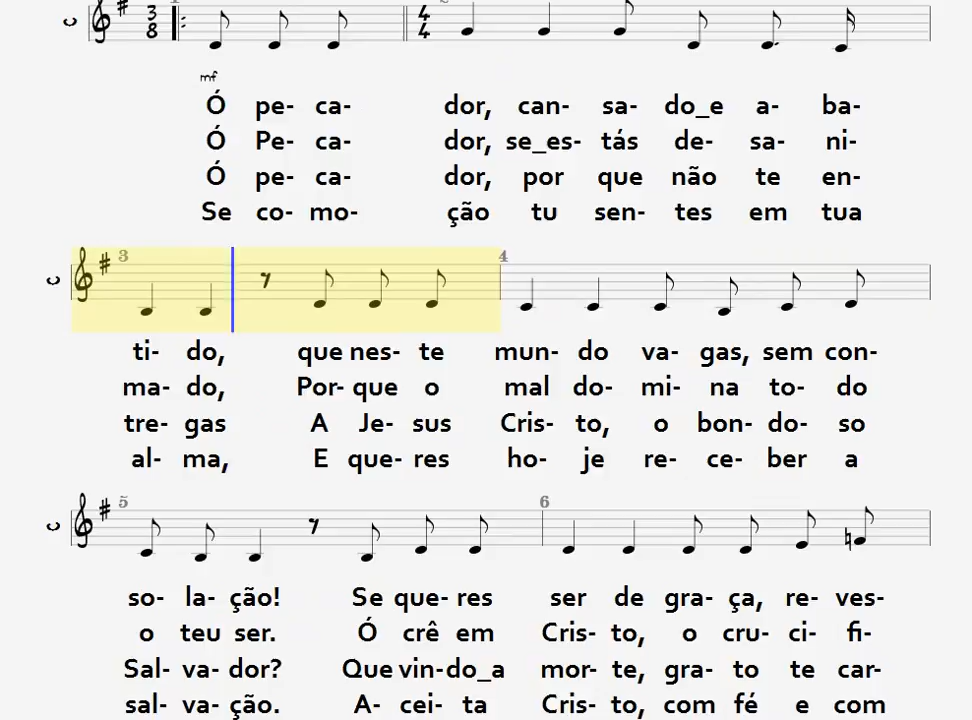 3
8
4
4
mf
Ó pe- ca- dor, can- sa- do_e a- ba-
Ó Pe- ca- dor, se_es- tás de- sa- ni-
Ó pe- ca- dor, por que não te en-
Se co- mo- ção tu sen- tes em tua
3 4
ti- do, que nes- te mun- do va- gas, sem con-
ma- do, Por- que o mal do- mi- na to- do
tre- gas A Je- sus Cris- to, o bon- do- so
al- ma, E que- res ho- je re- ce- ber a
5 6
so- la- ção! Se que- res ser de gra- ça, re- ves-
o teu ser. Ó crê em Cris- to, o cru- ci- fi-
Sal- va- dor? Que vin- do_a mor- te, gra- to te car-
sal- va- ção. A- cei- ta Cris- to, com fé e com